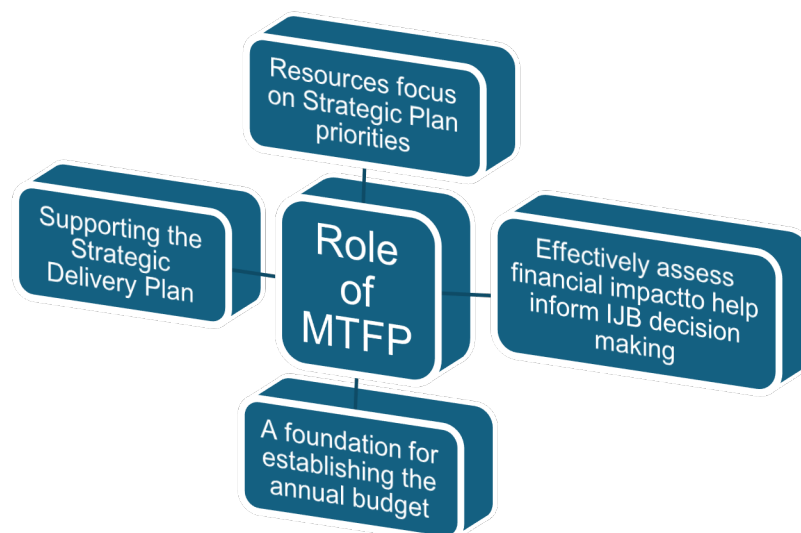 Resources focus
on Strategic Plan
priorities
Supporting the
Strategic
Delivery Plan
Role
of
MTFP
Effectively assess
financial impactto help
inform IJB decision
making
A foundation for
establishing the
annual budget